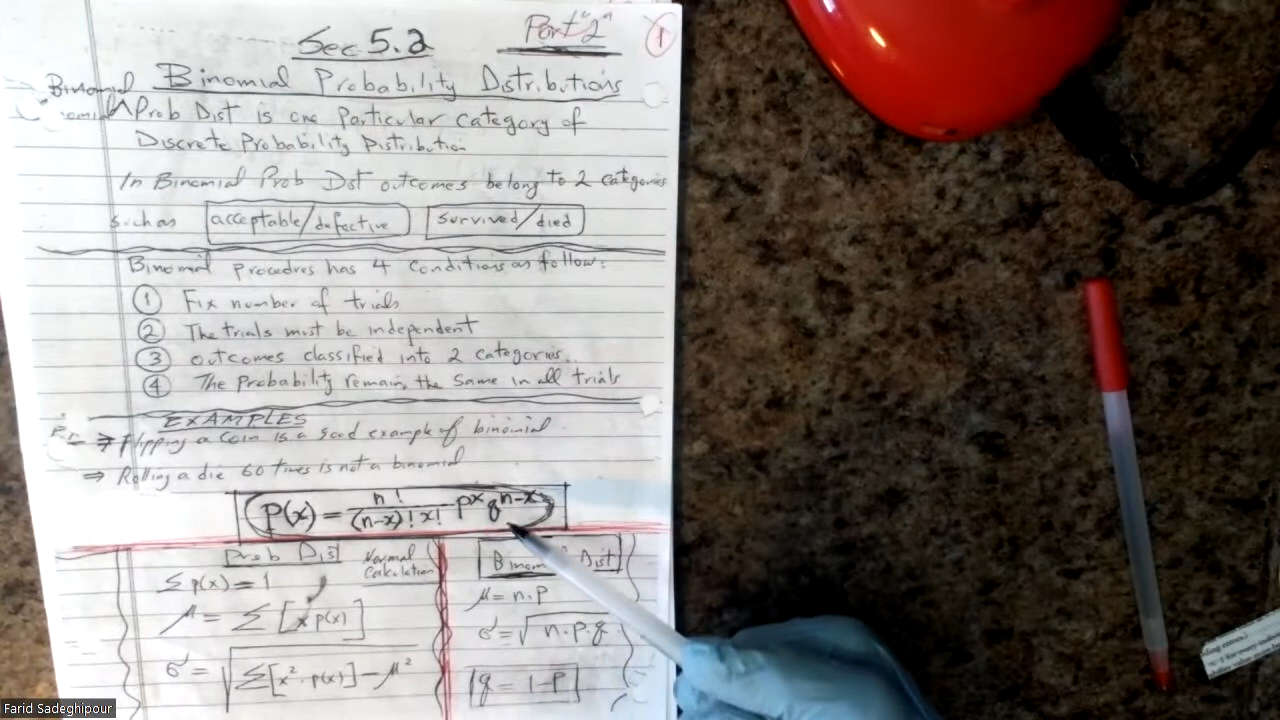 Sec 5.2
Part "2"
1
Binomial Probability Distributions
Binomial
Prob Dist is one Particular category of
Discrete Probability Distribution
In Binomial Prob Dist outcomes belong to 2 categories
such as acceptable/defective survived/died
Binomial procedures has 4 conditions as follow:
① Fix number of trials
② The trials must be independent
③ outcomes classified into 2 categories..
④ The Probability remain the same in all trials
EXAMPLES
⇒ Flipping a coin is a good example of binomial
⇒ Rolling a die 60 times is not a binomial
P(x) = n!/(n-x)!x! P^x q^(n-x)
Prob Dist Normal Calculation
Σ p(x) = 1
μ = Σ [x p(x)]
σ = √Σ[x² · p(x)] - μ²
Dist
μ = n.p
σ = √n.p.q
q = 1-p
Farid Sadeghipour